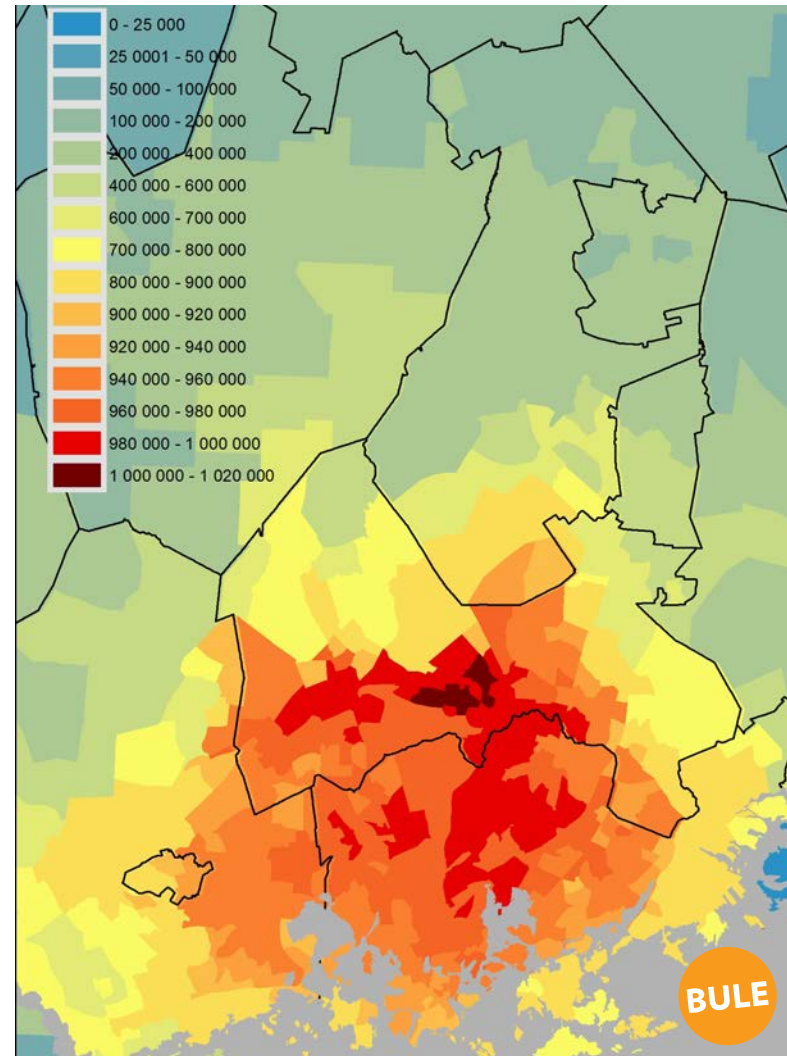 0 - 25 000
25 0001 - 50 000
50 000 - 100 000
100 000 - 200 000
200 000 - 400 000
400 000 - 600 000
600 000 - 700 000
700 000 - 800 000
800 000 - 900 000
900 000 - 920 000
920 000 - 940 000
940 000 - 960 000
960 000 - 980 000
980 000 - 1 000 000
1 000 000 - 1 020 000
BULE